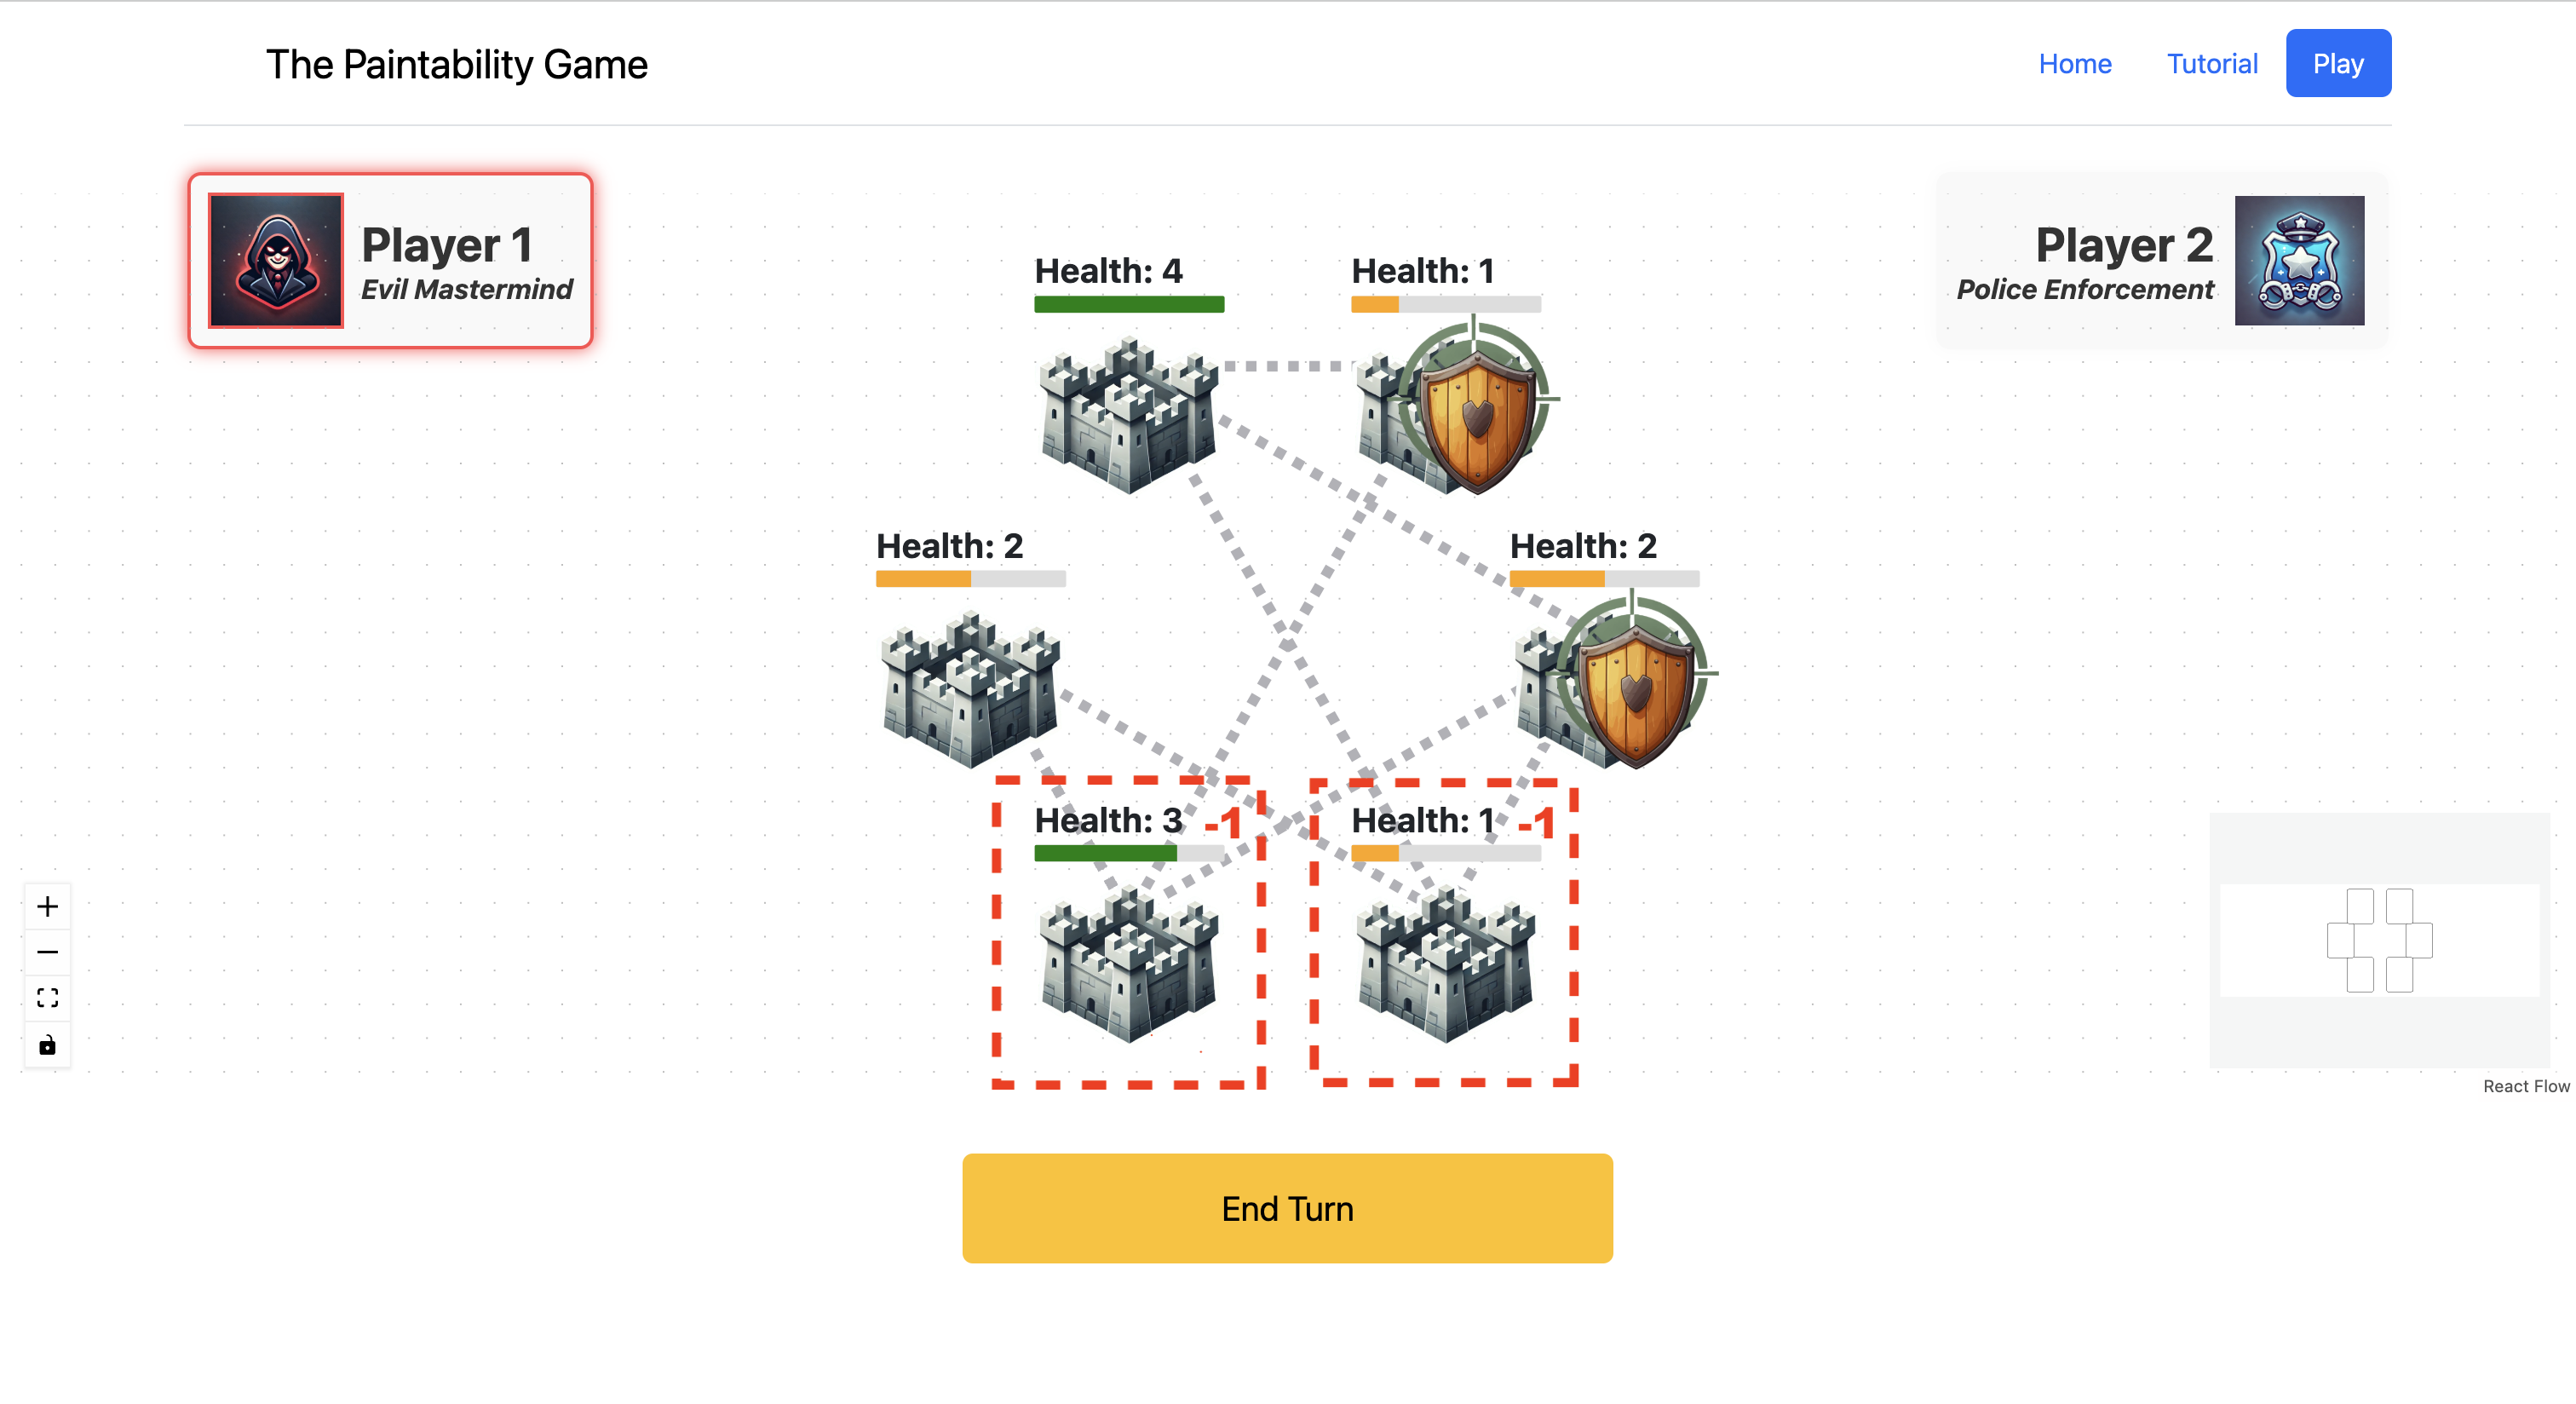 The Paintability Game
Home Tutorial Play
Player 1
Evil Mastermind
Player 2
Police Enforcement
Health: 4
Health: 1
Health: 2
Health: 2
Health: 3 -1
Health: 1 -1
React Flow
End Turn